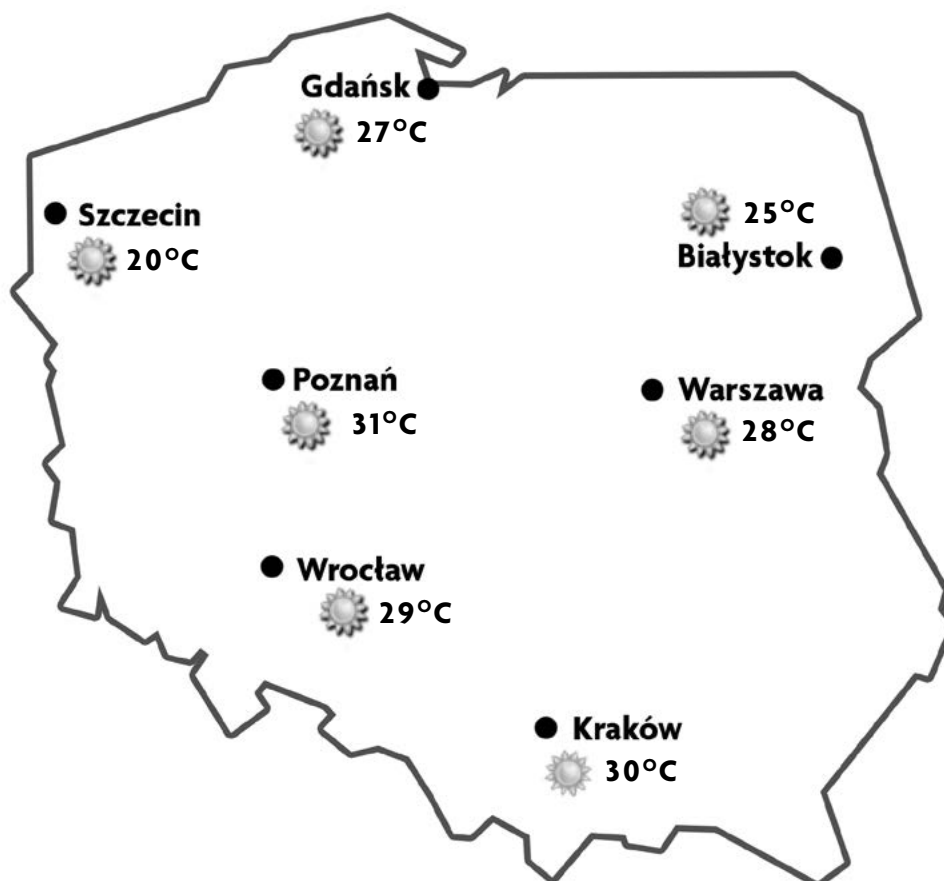 Gdańsk
27°C
Szczecin
20°C
25°C
Białystok
Poznań
31°C
Warszawa
28°C
Wrocław
29°C
Kraków
30°C